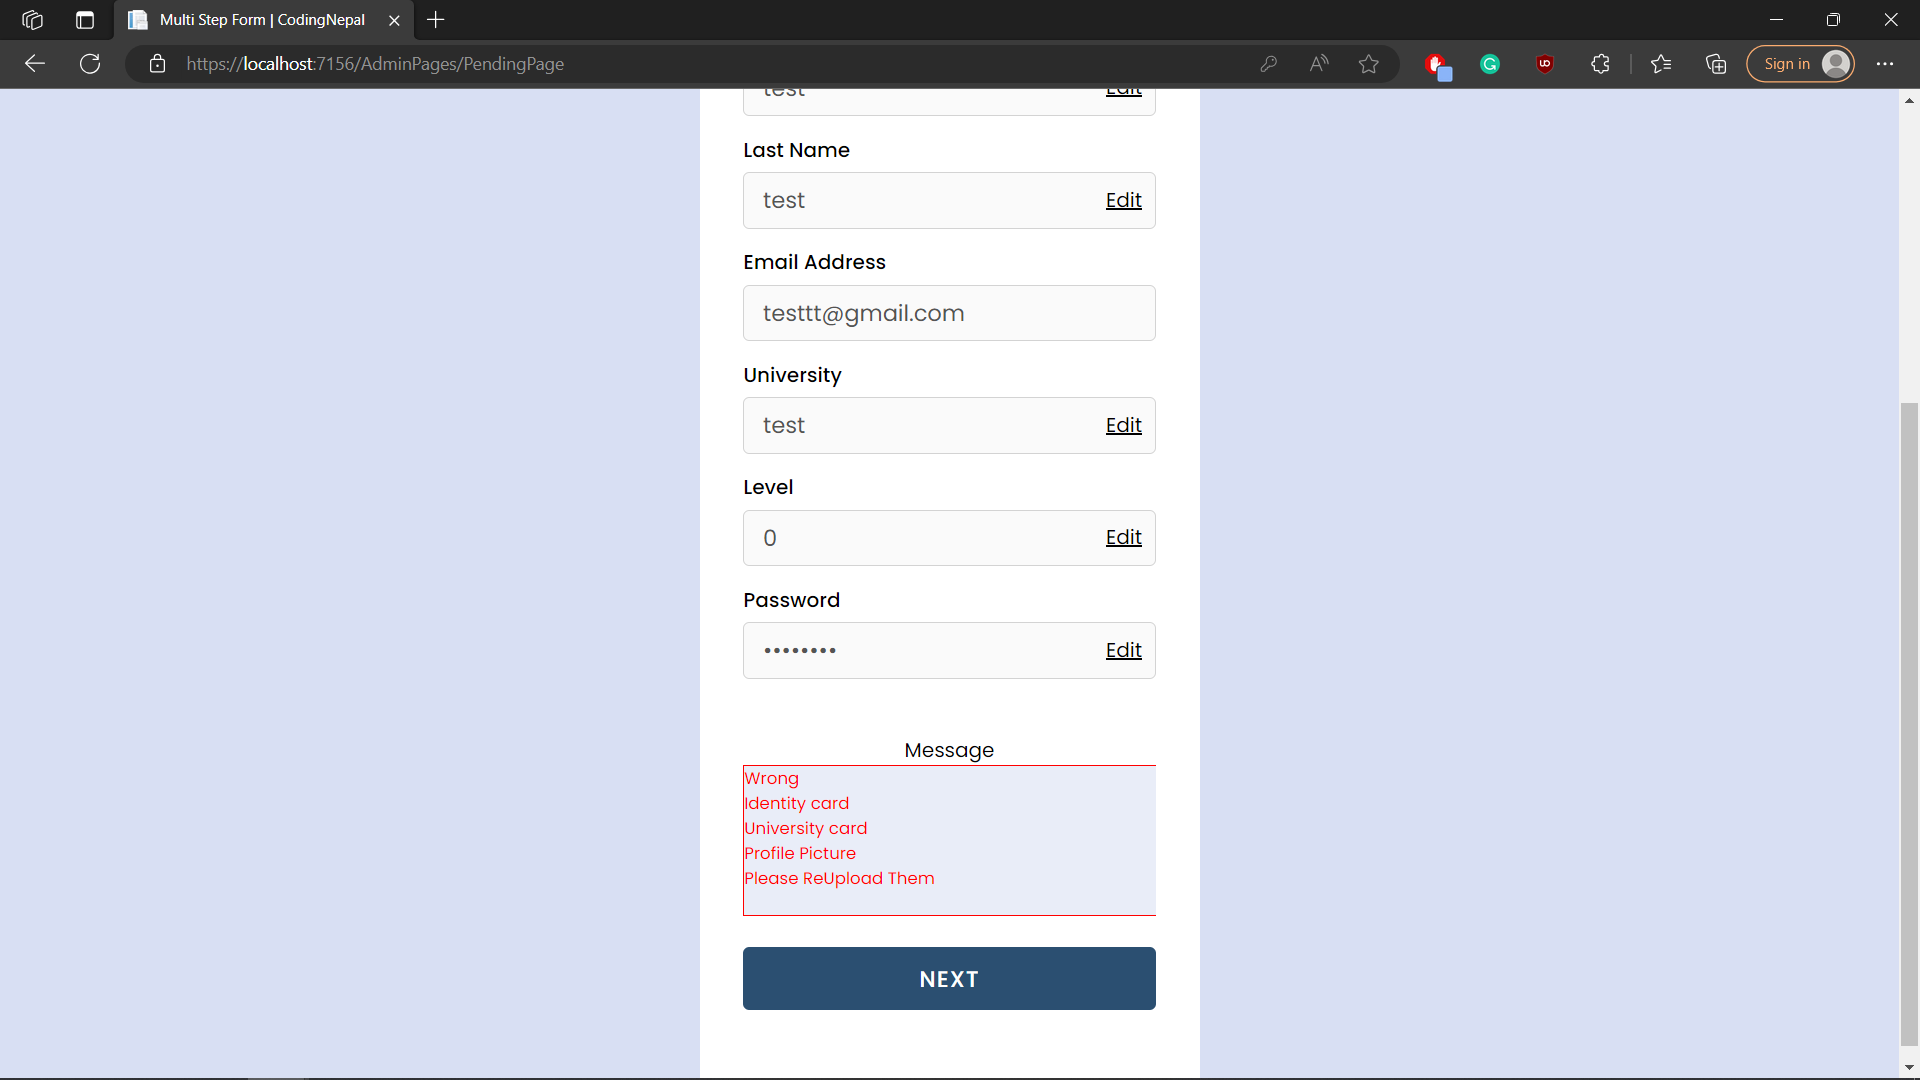 Multi Step Form | CodingNepal
https://localhost:7156/AdminPages/PendingPage
Sign in
test Edit
Last Name
test Edit
Email Address
testtt@gmail.com
University
test Edit
Level
0 Edit
Password
•••••••• Edit
Message
Wrong
Identity card
University card
Profile Picture
Please ReUpload Them
NEXT